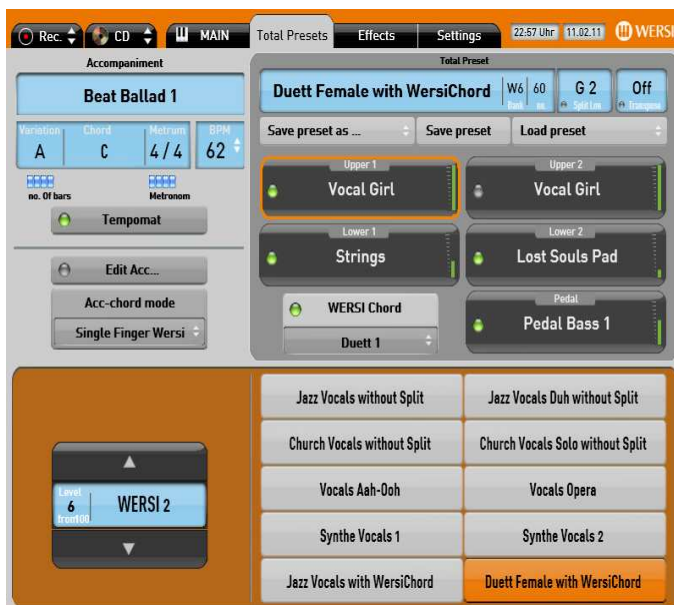 Rec.
CD
MAIN
Total Presets
Effects
Settings
22:57 Uhr
11.02.11
WERSI
Accompaniment
Beat Ballad 1
Variation
Chord
Metrum
BPM
A
C
4/4
62
no. Of bars
Metronom
Tempomat
Edit Acc...
Acc-chord mode
Single Finger Wersi
Total Preset
Duett Female with WersiChord
W6
60
Bank
no.
G 2
Off
Transpose
Save preset as ...
Save preset
Load preset
Upper 1
Vocal Girl
Upper 2
Vocal Girl
Lower 1
Strings
Lower 2
Lost Souls Pad
WERSI Chord
Duett 1
Pedal
Pedal Bass 1
Level
6
from100
WERSI 2
Jazz Vocals without Split
Jazz Vocals Duh without Split
Church Vocals without Split
Church Vocals Solo without Split
Vocals Aah-Ooh
Vocals Opera
Synthe Vocals 1
Synthe Vocals 2
Jazz Vocals with WersiChord
Duett Female with WersiChord